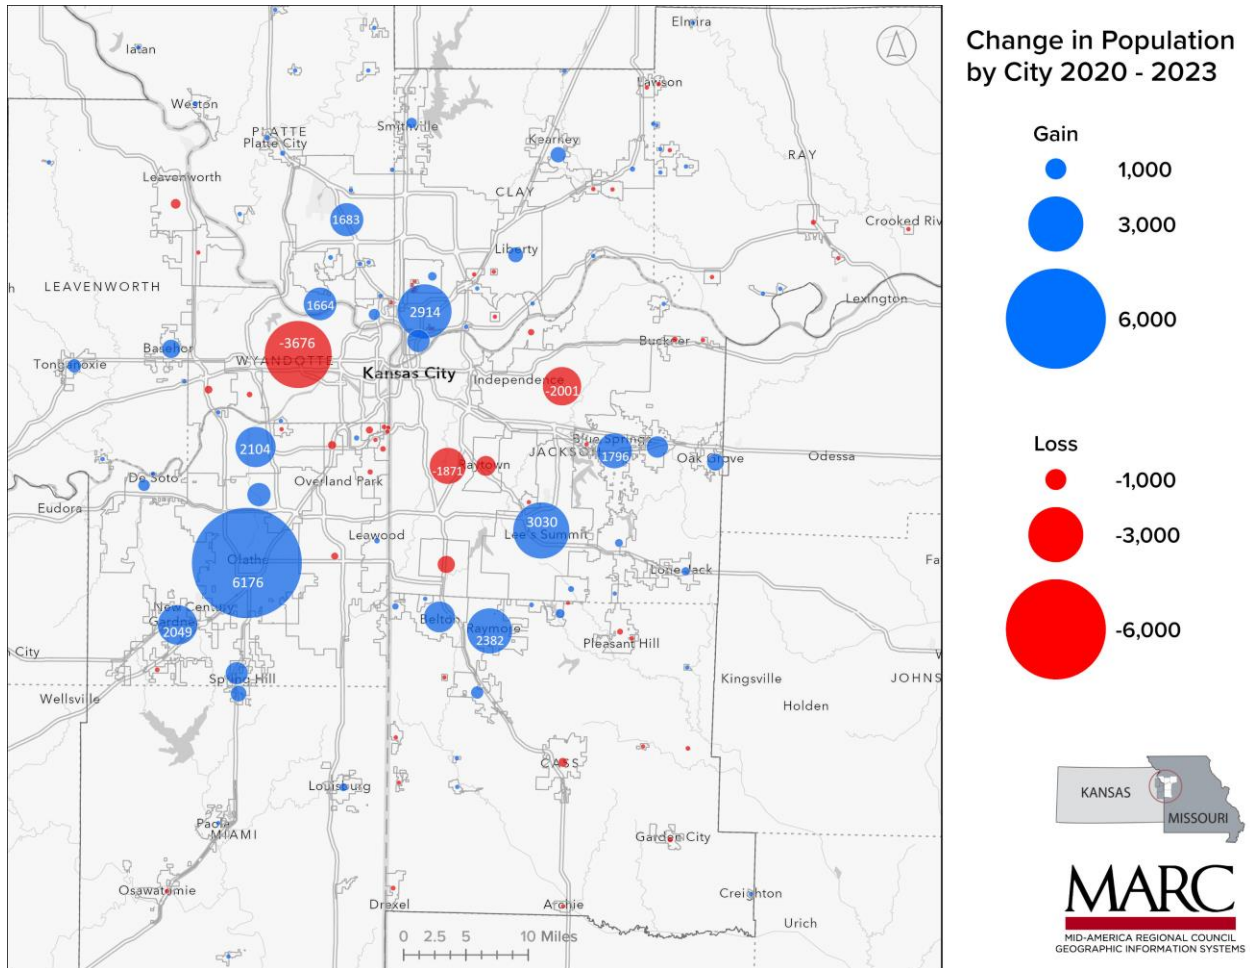 Change in Population
by City 2020 - 2023
Gain
1,000
3,000
6,000
Loss
-1,000
-3,000
-6,000
KANSAS
MISSOURI
MARC
MID-AMERICA REGIONAL COUNCIL
GEOGRAPHIC INFORMATION SYSTEMS
Elmira
Iatan
Lawson
Weston
Smithville
PLATTE
Platte City
Kearney
RAY
Leavenworth
CLAY
1683
Crooked Riv
Liberty
LEAVENWORTH
h
1664
2914
Lexington
-3676
Basehor
WYANDOTTE
Buckner
Tonganoxie
Kansas City
Independence
-2001
2104
Blue Springs
JACKSON
1796
Oak Grove
Odessa
-1871
Raytown
De Soto
Overland Park
Eudora
3030
Lee's Summit
Leawood
Olathe
6176
Lone Jack
Fa
New Century
Gardner
2049
Belton
Raymore
2382
Pleasant Hill
City
W
Spring Hill
Kingsville
JOHNS
Wellsville
Holden
CASS
Louisburg
Paola
MIAMI
Garden City
Osawatomie
Drexel
Archie
Creighton
Urich
0 2.5 5 10 Miles